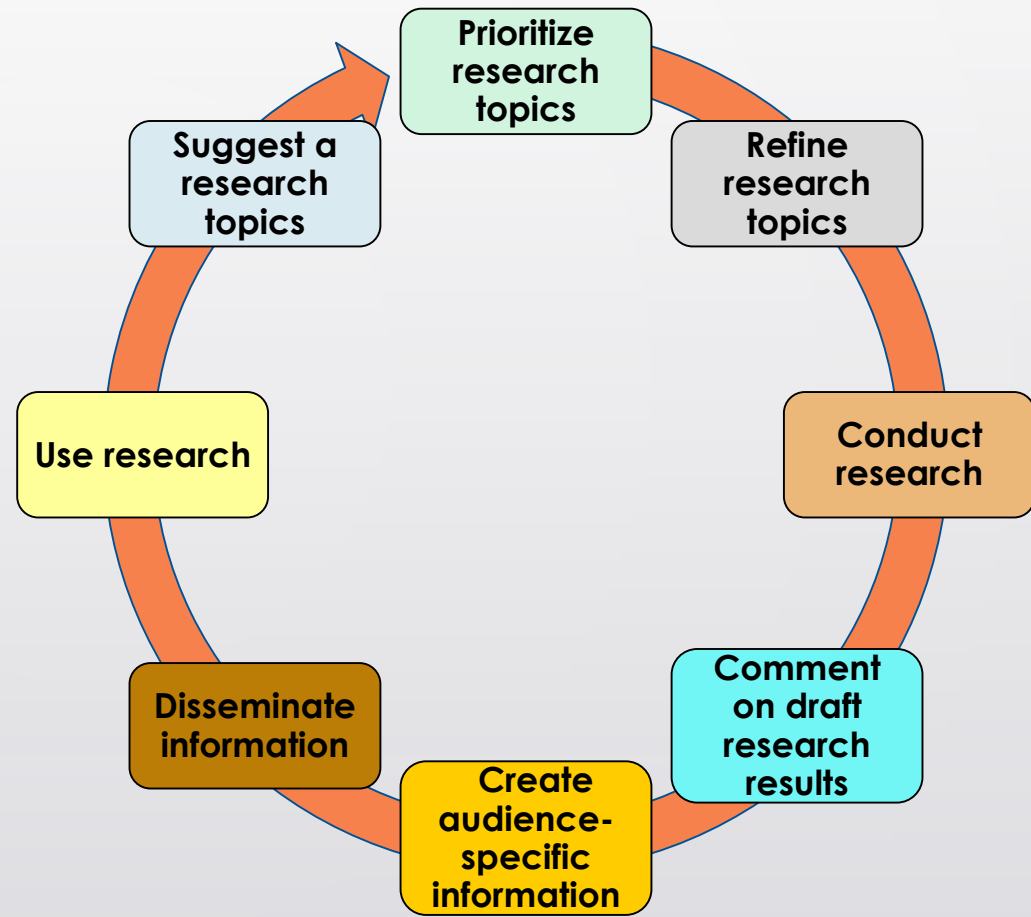 Prioritize
research
topics
Refine
research
topics
Conduct
research
Comment
on draft
research
results
Create
audience-
specific
information
Disseminate
information
Use research
Suggest a
research
topics